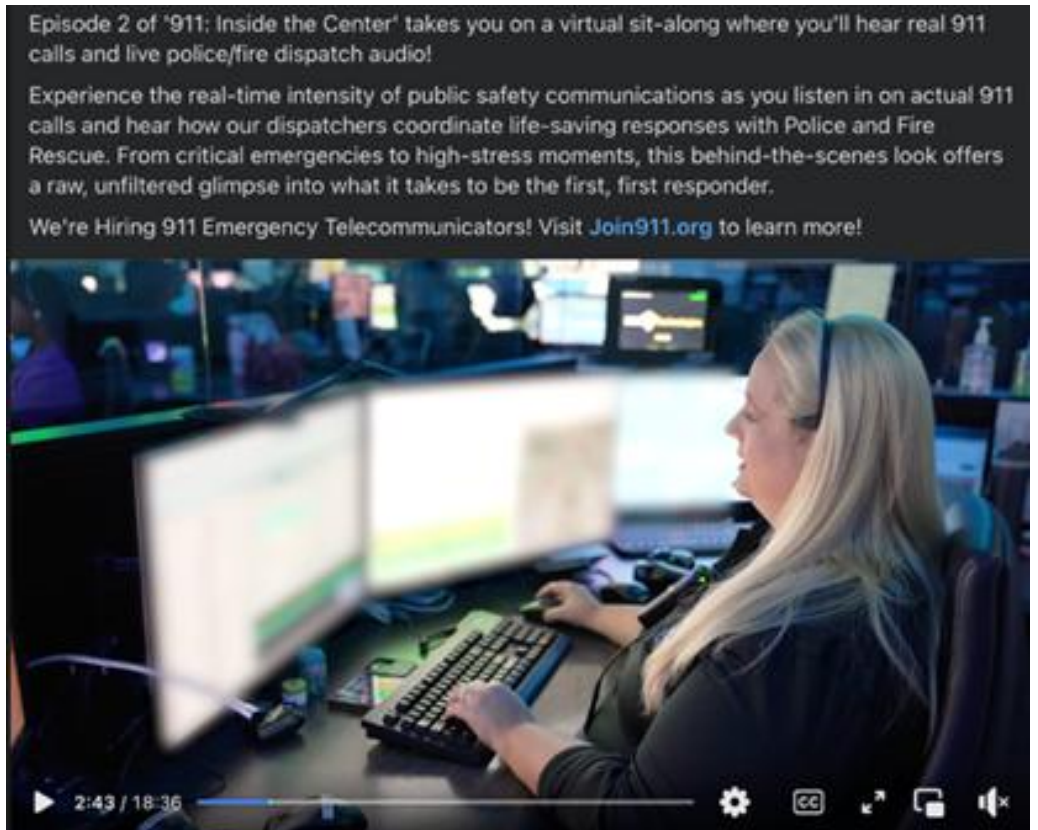 Episode 2 of '911: Inside the Center' takes you on a virtual sit-along where you'll hear real 911
calls and live police/fire dispatch audio!
Experience the real-time intensity of public safety communications as you listen in on actual 911
calls and hear how our dispatchers coordinate life-saving responses with Police and Fire
Rescue. From critical emergencies to high-stress moments, this behind-the-scenes look offers
a raw, unfiltered glimpse into what it takes to be the first, first responder.
We're Hiring 911 Emergency Telecommunicators! Visit Join911.org to learn more!
2:43 / 18:36
CC